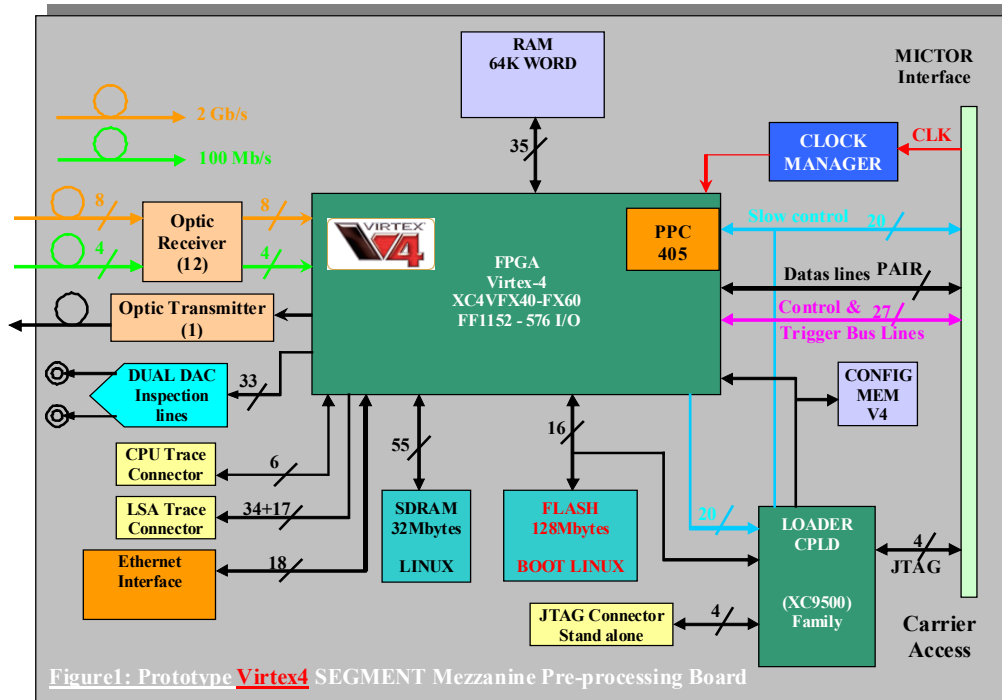 RAM
64K WORD
MICTOR
Interface
2 Gb/s
100 Mb/s
35
CLOCK
MANAGER
CLK
8
8
Optic
Receiver
(12)
4
4
VIRTEX
4
PPC
405
Slow control
20
FPGA
Virtex-4
XC4VFX40-FX60
FF1152 - 576 I/O
Datas lines PAIR
Control & 27
Trigger Bus Lines
Optic Transmitter
(1)
DUAL DAC
Inspection
lines
33
CONFIG
MEM
V4
CPU Trace
Connector
6
55
16
LSA Trace
Connector
34+17
SDRAM
32Mbytes
LINUX
FLASH
128Mbytes
BOOT LINUX
20
LOADER
CPLD
(XC9500)
Family
4
JTAG
Ethernet
Interface
18
JTAG Connector
Stand alone
4
Carrier
Access
Figure1: Prototype Virtex4 SEGMENT Mezzanine Pre-processing Board